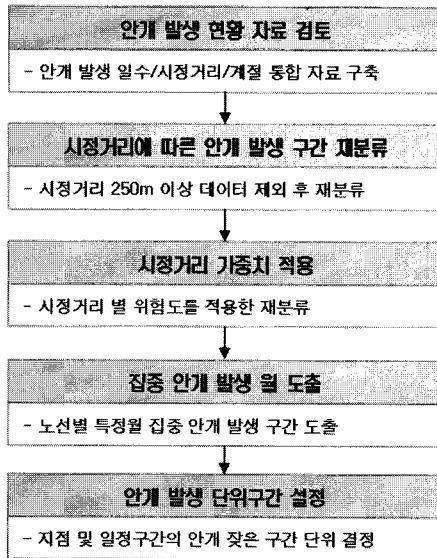 안개 발생 현황 자료 검토
- 안개 발생 일수/시정거리/계절 통합 자료 구축
시정거리에 따른 안개 발생 구간 재분류
- 시정거리 250m 이상 데이터 제외 후 재분류
시정거리 가중치 적용
- 시정거리 별 위험도를 적용한 재분류
집중 안개 발생 월 도출
- 노선별 특정월 집중 안개 발생 구간 도출
안개 발생 단위구간 설정
- 지점 및 일정구간의 안개 잦은 구간 단위 결정